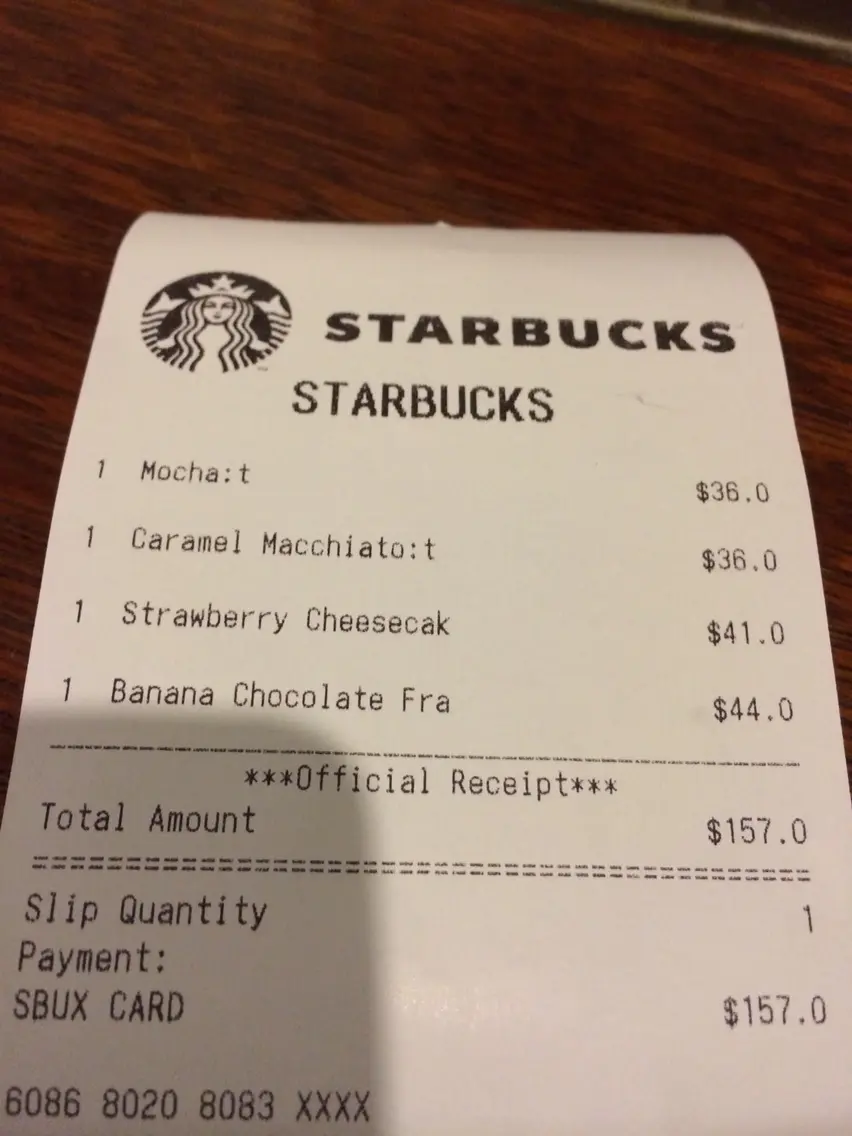 STARBUCKS
STARBUCKS
1 Mocha:t $36.0
1 Caramel Macchiato:t $36.0
1 Strawberry Cheesecak $41.0
1 Banana Chocolate Fra $44.0
***Official Receipt***
Total Amount $157.0
Slip Quantity 1
Payment:
SBUX CARD $157.0
6086 8020 8083 XXXX